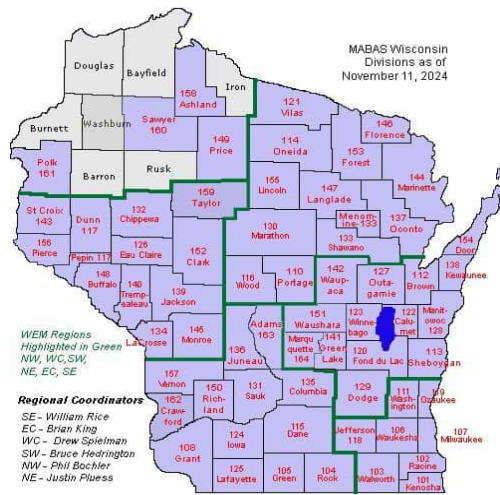 MABAS Wisconsin
Divisions as of
November 11, 2024
Douglas
Bayfield
Iron
158
Ashland
121
Vilas
Burnett
Washburn
Sawyer
160
146
Florence
114
Oneida
149
Price
153
Forest
Polk
161
Barron
Rusk
155
Lincoln
147
Langlade
144
Marinette
159
Taylor
St Croix
143
Dunn
117
132
Chippewa
Menom-
ine-133
137
Oconto
130
Marathon
133
Shawano
156
Pierce
126
Eau Claire
152
Clark
154
Door
Pepin 117
138
Kewaunee
148
Buffalo
140
Tremp-
ealeau
139
Jackson
116
Wood
110
Portage
142
Waup-
aca
127
Outa-
gamie
112
Brown
WEM Regions
Highlighted in Green
NW, WC,SW,
NE, EC, SE
134
LaCrosse
145
Monroe
Adams
163
151
Waushara
123
Winne-
bago
122
Calu-
met
Manit-
owoc
128
136
Juneau
Marqu
quette
164
141
Green
Lake
120
Fond du Lac
113
Sheboygan
157
Vernon
Regional Coordinators
SE - William Rice
EC - Brian King
WC - Drew Spielman
SW - Bruce Hedrington
NW - Phil Bochler
NE - Justin Pluess
162
Craw-
ford
150
Rich-
land
131
Sauk
135
Columbia
129
Dodge
111
Wash-
ington
119
Ozaukee
124
Iowa
115
Dane
Jefferson
118
106
Waukesha
107
Milwaukee
108
Grant
125
Lafayette
105
Green
104
Rock
103
Walworth
102
Racine
101
Kenosha